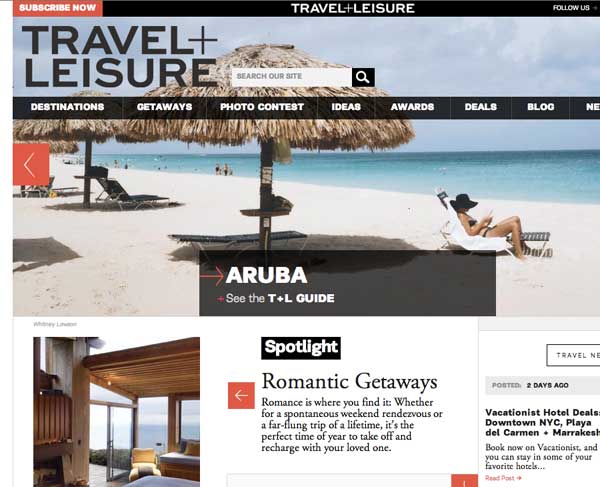 SUBSCRIBE NOW
TRAVEL+LEISURE
FOLLOW US
TRAVEL+
LEISURE
SEARCH OUR SITE
DESTINATIONS
GETAWAYS
PHOTO CONTEST
IDEAS
AWARDS
DEALS
BLOG
NE
ARUBA
+ See the T+L GUIDE
Whitney Lawson
Spotlight
Romantic Getaways
Romance is where you find it: Whether
for a spontaneous weekend rendezvous or
a far-flung trip of a lifetime, it's the
perfect time of year to take off and
recharge with your loved one.
TRAVEL NE
POSTED: 2 DAYS AGO
Vacationist Hotel Deals:
Downtown NYC, Playa
del Carmen + Marrakesh
Book now on Vacationist, and
you can stay in some of your
favorite hotels...
Read Post